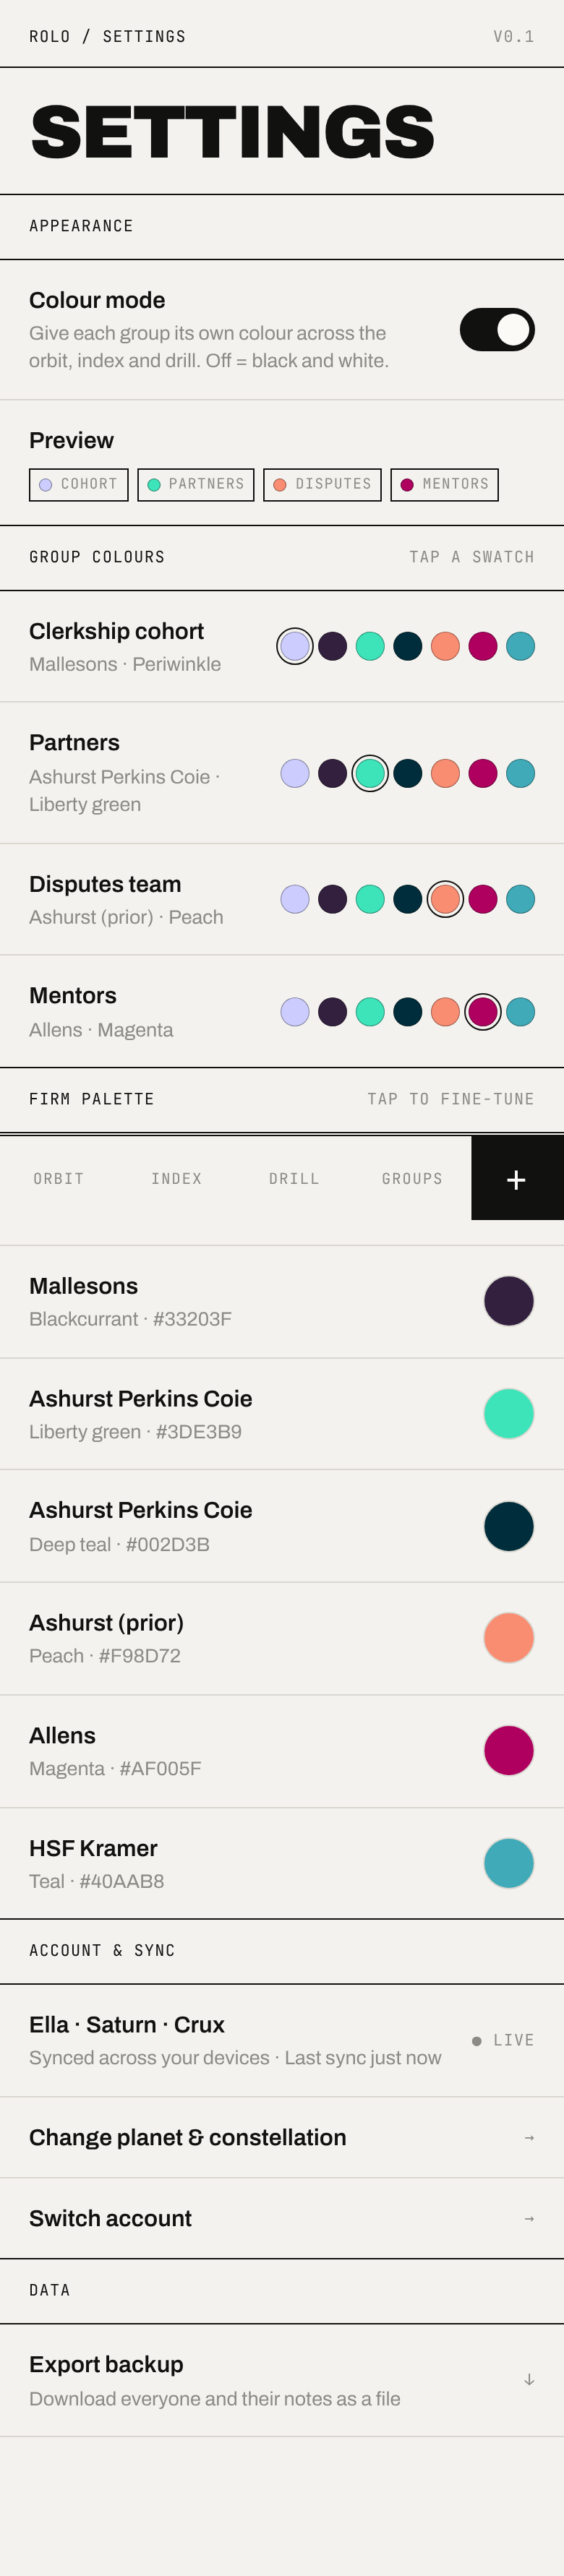 ROLO / SETTINGS
V0.1
SETTINGS
APPEARANCE
Colour mode
Give each group its own colour across the
orbit, index and drill. Off = black and white.
Preview
COHORT
PARTNERS
DISPUTES
MENTORS
GROUP COLOURS
TAP A SWATCH
Clerkship cohort
Mallesons · Periwinkle
Partners
Ashurst Perkins Coie ·
Liberty green
Disputes team
Ashurst (prior) · Peach
Mentors
Allens · Magenta
FIRM PALETTE
TAP TO FINE-TUNE
ORBIT
INDEX
DRILL
GROUPS
+
Mallesons
Blackcurrant · #33203F
Ashurst Perkins Coie
Liberty green · #3DE3B9
Ashurst Perkins Coie
Deep teal · #002D3B
Ashurst (prior)
Peach · #F98D72
Allens
Magenta · #AF005F
HSF Kramer
Teal · #40AAB8
ACCOUNT & SYNC
Ella · Saturn · Crux
Synced across your devices · Last sync just now
● LIVE
Change planet & constellation
→
Switch account
→
DATA
Export backup
Download everyone and their notes as a file
↓